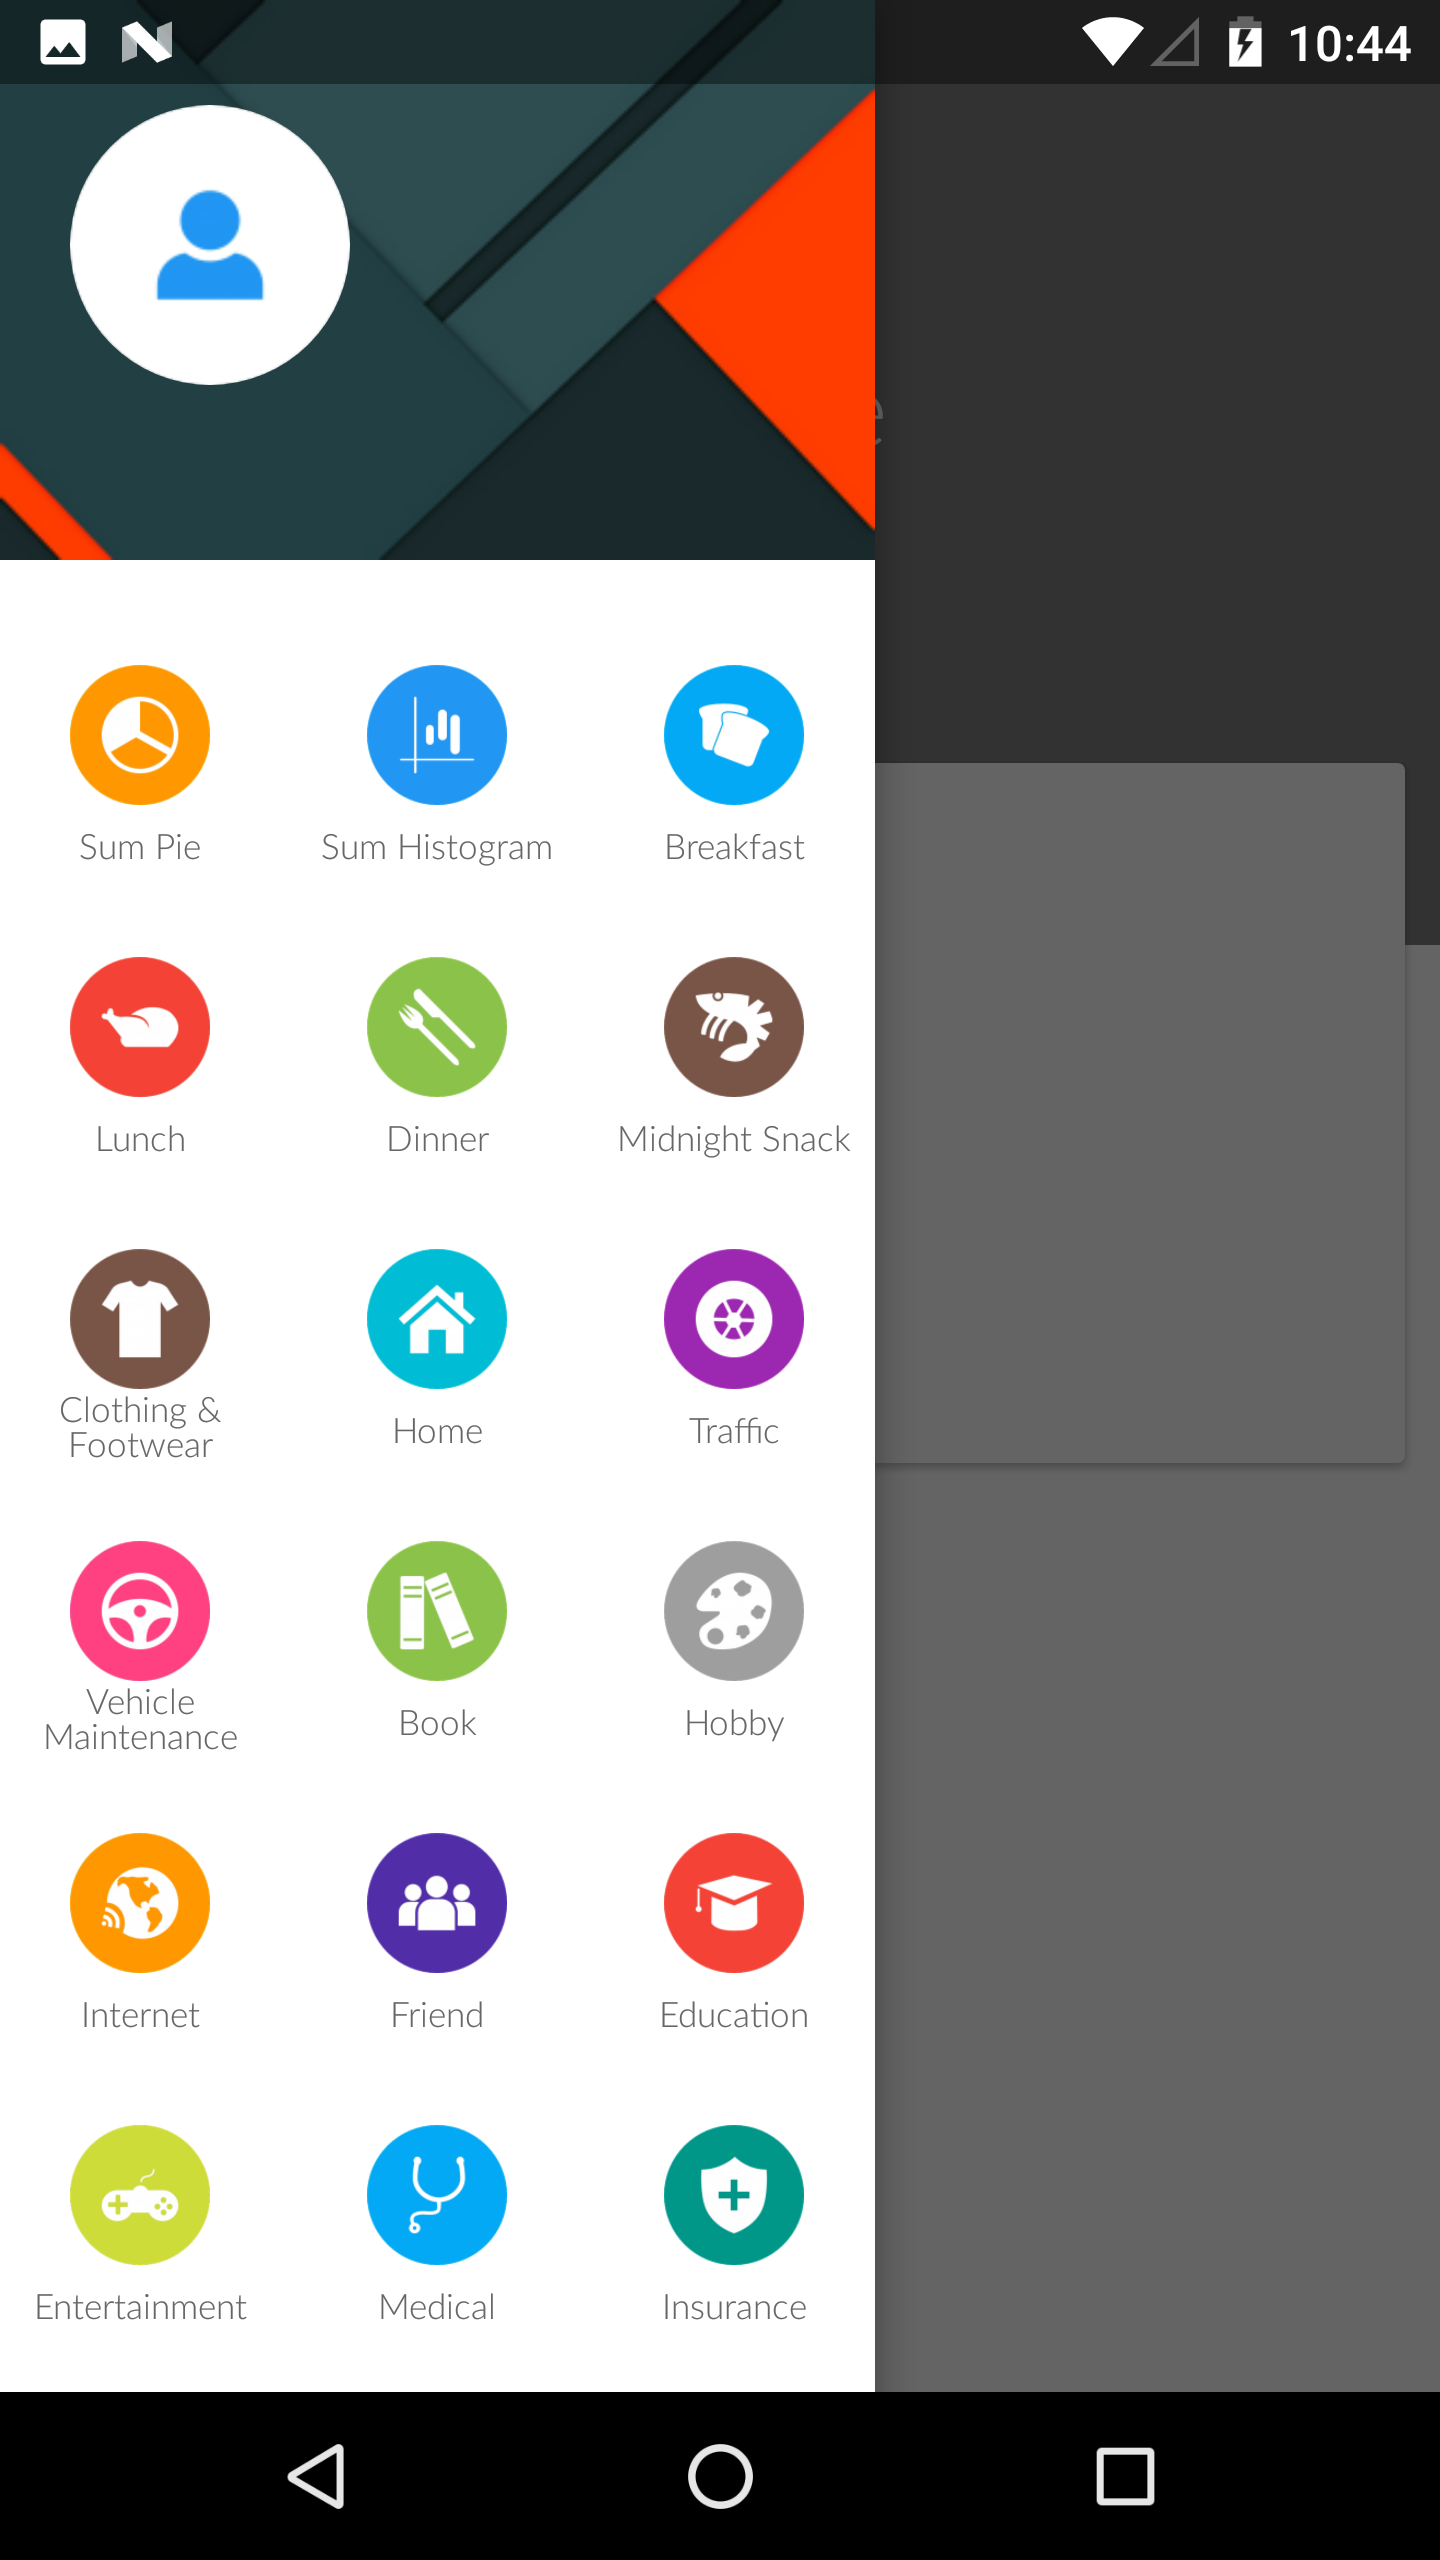 10:44
Sum Pie
Sum Histogram
Breakfast
Lunch
Dinner
Midnight Snack
Clothing &
Footwear
Home
Traffic
Vehicle
Maintenance
Book
Hobby
Internet
Friend
Education
Entertainment
Medical
Insurance